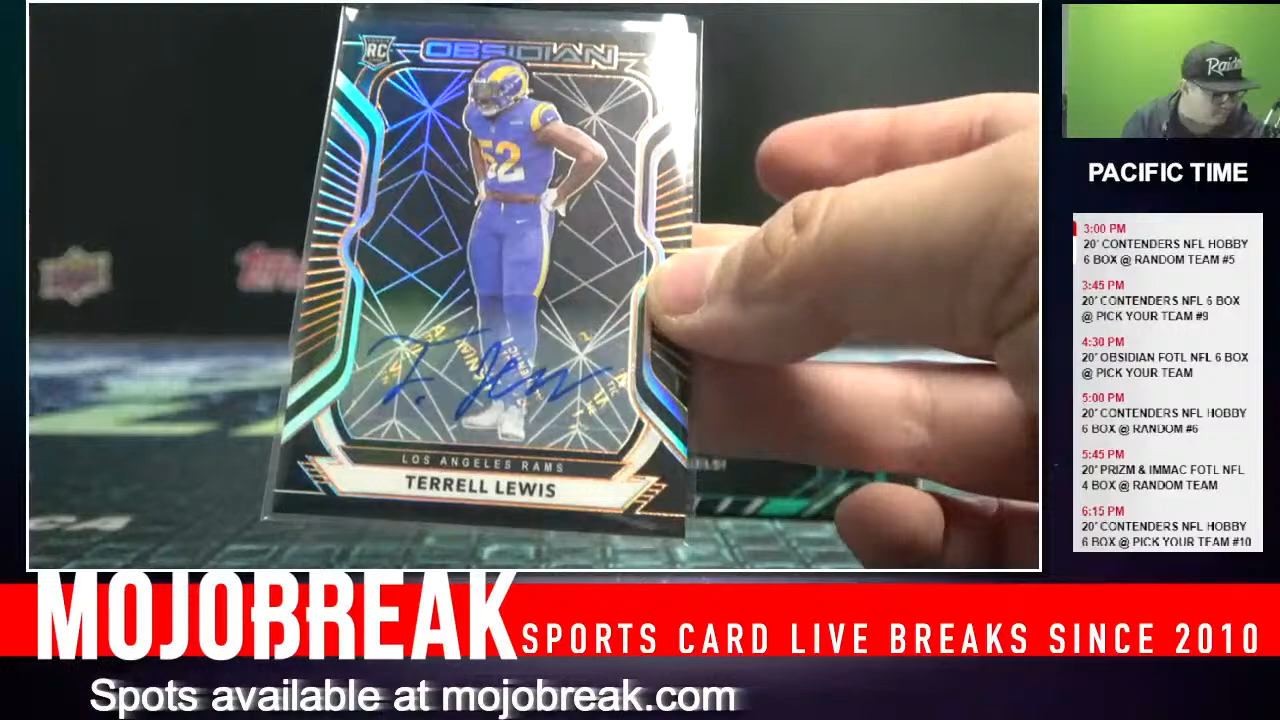 RC
OBSIDIAN
52
LOS ANGELES RAMS
TERRELL LEWIS
Topps
Raiders
PACIFIC TIME
3:00 PM
20' CONTENDERS NFL HOBBY
6 BOX @ RANDOM TEAM #5
3:45 PM
20' CONTENDERS NFL 6 BOX
@ PICK YOUR TEAM #9
4:30 PM
20' OBSIDIAN FOTL NFL 6 BOX
@ PICK YOUR TEAM
5:00 PM
20' CONTENDERS NFL HOBBY
6 BOX @ RANDOM #6
5:45 PM
20' PRIZM & IMMAC FOTL NFL
4 BOX @ RANDOM TEAM
6:15 PM
20' CONTENDERS NFL HOBBY
6 BOX @ PICK YOUR TEAM #10
MOJOBREAK
SPORTS CARD LIVE BREAKS SINCE 2010
Spots available at mojobreak.com